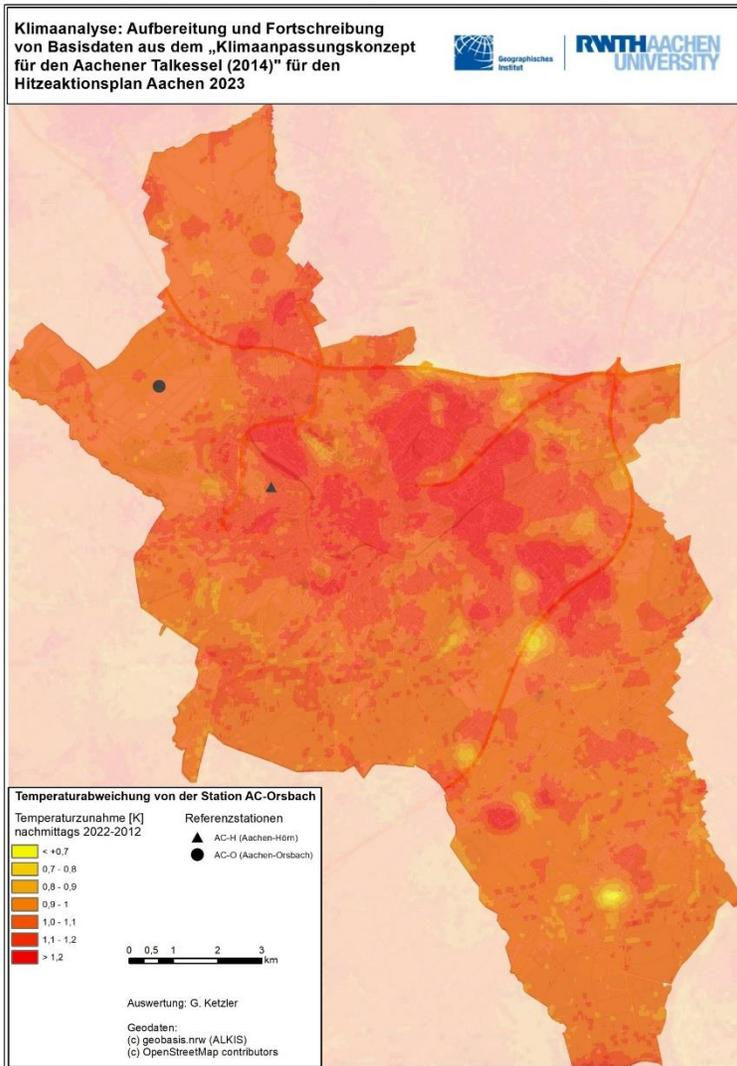 Klimaanalyse: Aufbereitung und Fortschreibung
von Basisdaten aus dem „Klimaanpassungskonzept
für den Aachener Talkessel (2014)" für den
Hitzeaktionsplan Aachen 2023
Geographisches
Institut
RWTH AACHEN
UNIVERSITY
Temperaturabweichung von der Station AC-Orsbach
Temperaturzunahme [K]
nachmittags 2022-2012
< +0,7
0,7 - 0,8
0,8 - 0,9
0,9 - 1
1,0 - 1,1
1,1 - 1,2
> 1,2
Referenzstationen
AC-H (Aachen-Hörn)
AC-O (Aachen-Orsbach)
0 0,5 1 2 3
km
Auswertung: G. Ketzler
Geodaten:
(c) geobasis.nrw (ALKIS)
(c) OpenStreetMap contributors